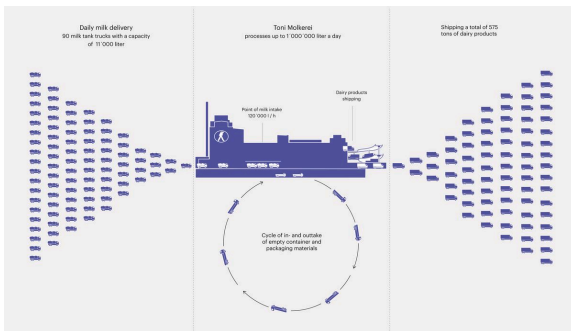 Daily milk delivery
90 milk tank trucks with a capacity
of 11'000 liter
Toni Molkerei
processes up to 1'000'000 liter a day
Shipping a total of 575
tons of dairy products
Point of milk intake
120'000 l / h
Dairy products
shipping
Cycle of in- and outtake
of empty container and
packaging materials